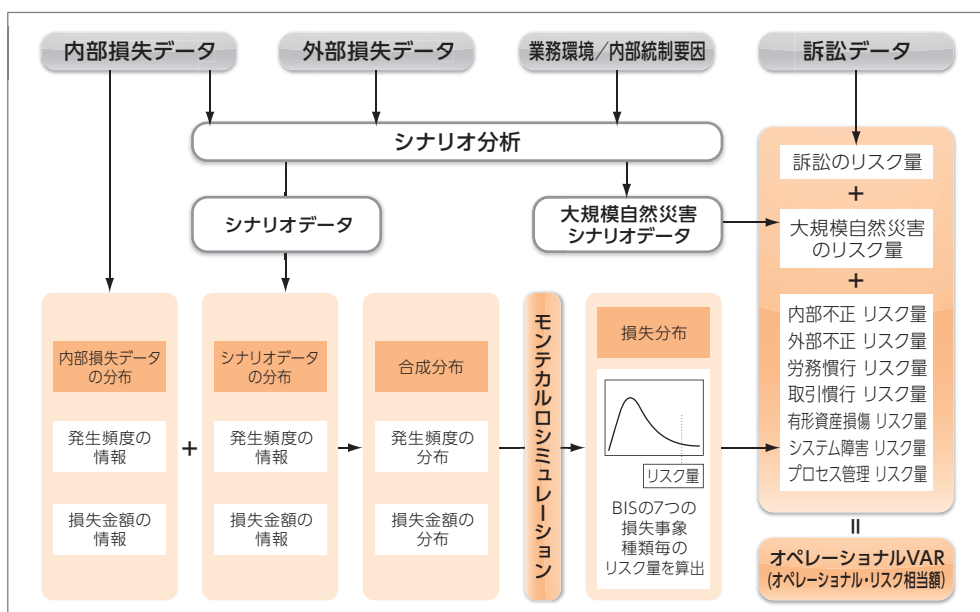 内部損失データ
外部損失データ
業務環境／内部統制要因
訴訟データ
シナリオ分析
シナリオデータ
大規模自然災害
シナリオデータ
訴訟のリスク量
+
大規模自然災害
のリスク量
+
内部不正 リスク量
外部不正 リスク量
労務慣行 リスク量
取引慣行 リスク量
有形資産損傷 リスク量
システム障害 リスク量
プロセス管理 リスク量
内部損失データ
の分布
発生頻度の
情報
損失金額の
情報
+
シナリオデータ
の分布
発生頻度の
情報
損失金額の
情報
合成分布
発生頻度の
分布
損失金額の
分布
モンテカルロシミュレーション
損失分布
リスク量
BISの7つの
損失事象
種類毎の
リスク量を算出
=
オペレーショナルVAR
(オペレーショナル・リスク相当額)